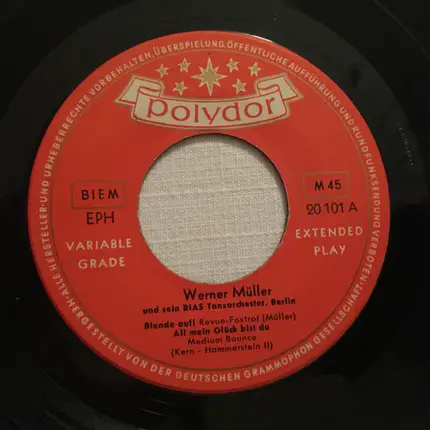 ALLE HERSTELLER-UND URHEBERRECHTE VORBEHALTEN, ÜBERSPIELUNG, ÖFFENTLICHE AUFFÜHRUNG UND RUNDFUNKSENDUNG VERBOTEN.
polydor
BIEM
EPH
VARIABLE
GRADE
M 45
20 101 A
EXTENDED
PLAY
Werner Müller
und sein RIAS Tanzorchester, Berlin
Blende auf! Revue-Foxtrot (Müller)
All mein Glück bist du
Medium Bounce
(Kern - Hammerstein II)
HERGESTELLT VON DER DEUTSCHEN GRAMMOPHON GESELLSCHAFT